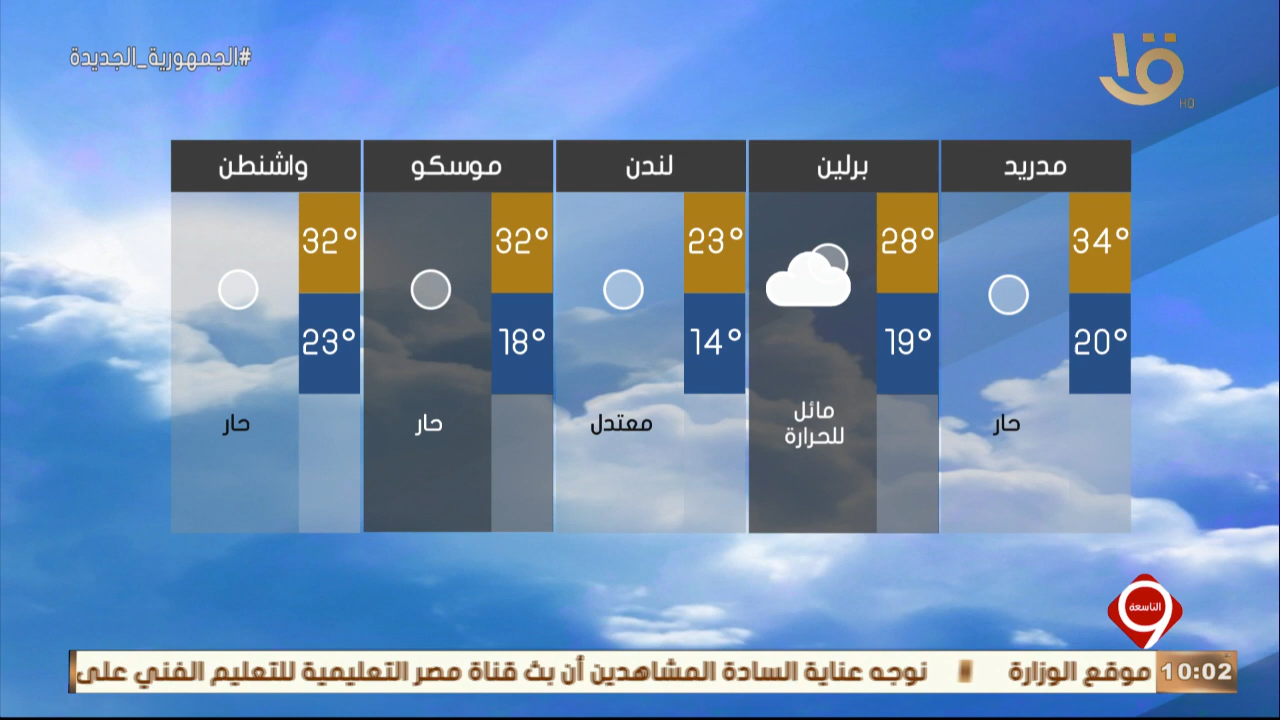 #الجمهورية_الجديدة
ق١
HD
مدريد
34°
20°
حار
برلين
28°
19°
مائل
للحرارة
لندن
23°
14°
معتدل
موسكو
32°
18°
حار
واشنطن
32°
23°
حار
التاسعة
9
10:02
موقع الوزارة نوجه عناية السادة المشاهدين أن بث قناة مصر التعليمية للتعليم الفني على